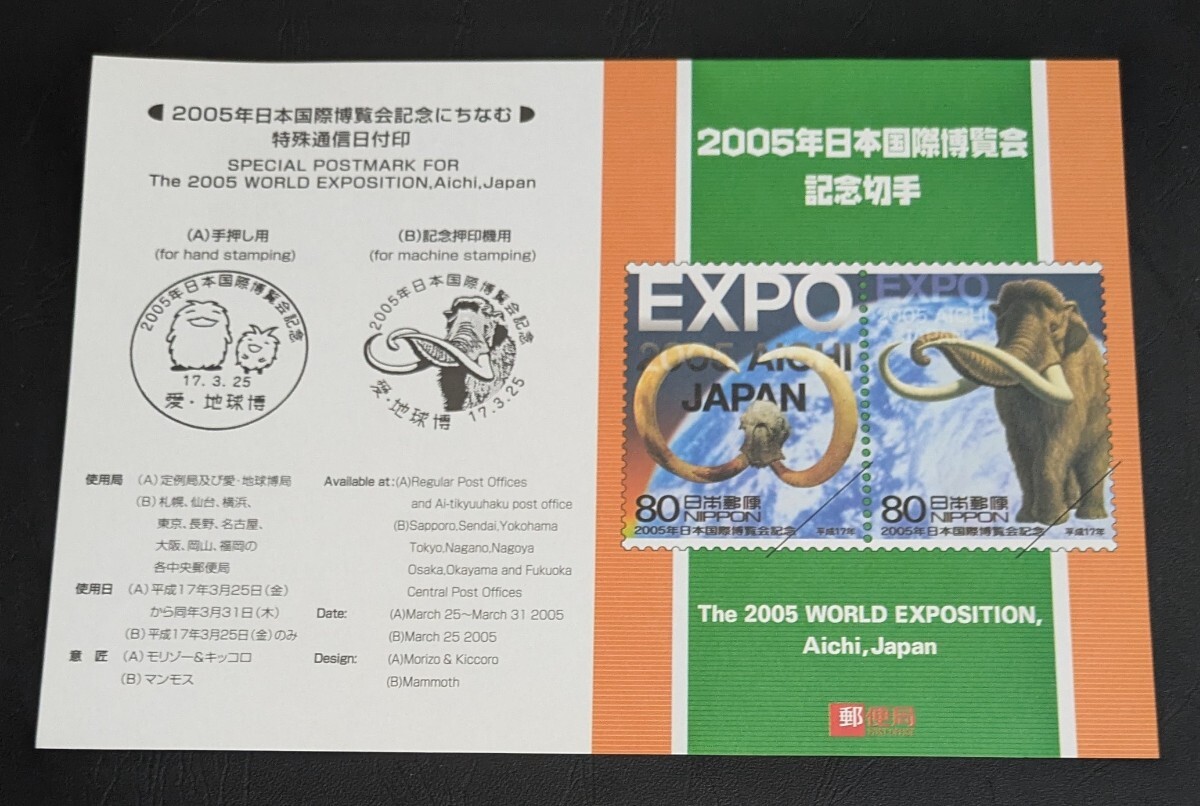 2005年日本国際博覧会記念にちなむ
特殊通信日付印
SPECIAL POSTMARK FOR
The 2005 WORLD EXPOSITION,Aichi,Japan
(A)手押し用
(for hand stamping)
2005年日本国際博覧会記念
17.3.25
愛・地球博
(B)記念押印機用
(for machine stamping)
2005年日本国際博覧会記念
愛・地球博
17.3.25
使用局 (A)定例局及び愛・地球博局
(B)札幌、仙台、横浜、
東京、長野、名古屋、
大阪、岡山、福岡の
各中央郵便局
使用日 (A)平成17年3月25日(金)
から同年3月31日(木)
(B)平成17年3月25日(金)のみ
意匠 (A)モリゾー&キッコロ
(B)マンモス
Available at:(A)Regular Post Offices
and Ai-tikyuuhaku post office
(B)Sapporo,Sendai,Yokohama
Tokyo,Nagano,Nagoya
Osaka,Okayama and Fukuoka
Central Post Offices
Date: (A)March 25~March 31 2005
(B)March 25 2005
Design: (A)Morizo & Kiccoro
(B)Mammoth
2005年日本国際博覧会
記念切手
EXPO
2005 AICHI
JAPAN
80 日本郵便
NIPPON
2005年日本国際博覧会記念 平成17年
EXPO
2005 AICHI
80 日本郵便
NIPPON
2005年日本国際博覧会記念 平成17年
The 2005 WORLD EXPOSITION,
Aichi,Japan
郵便局